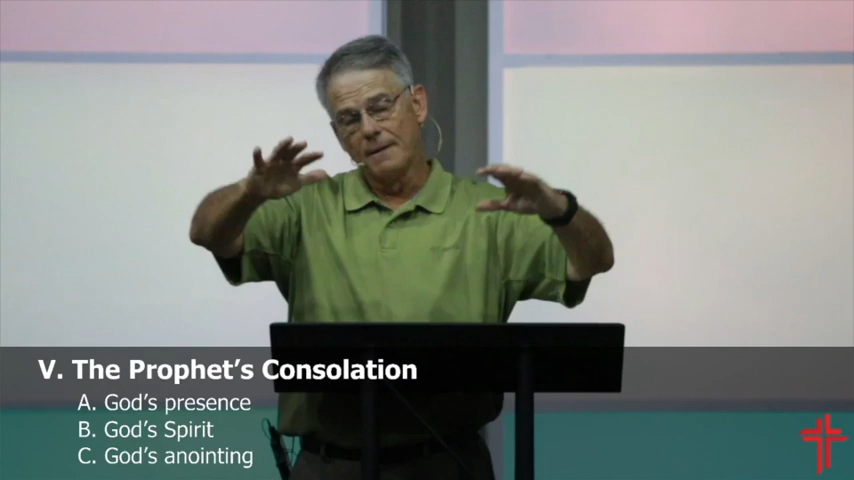 V. The Prophet's Consolation
A. God's presence
B. God's Spirit
C. God's anointing